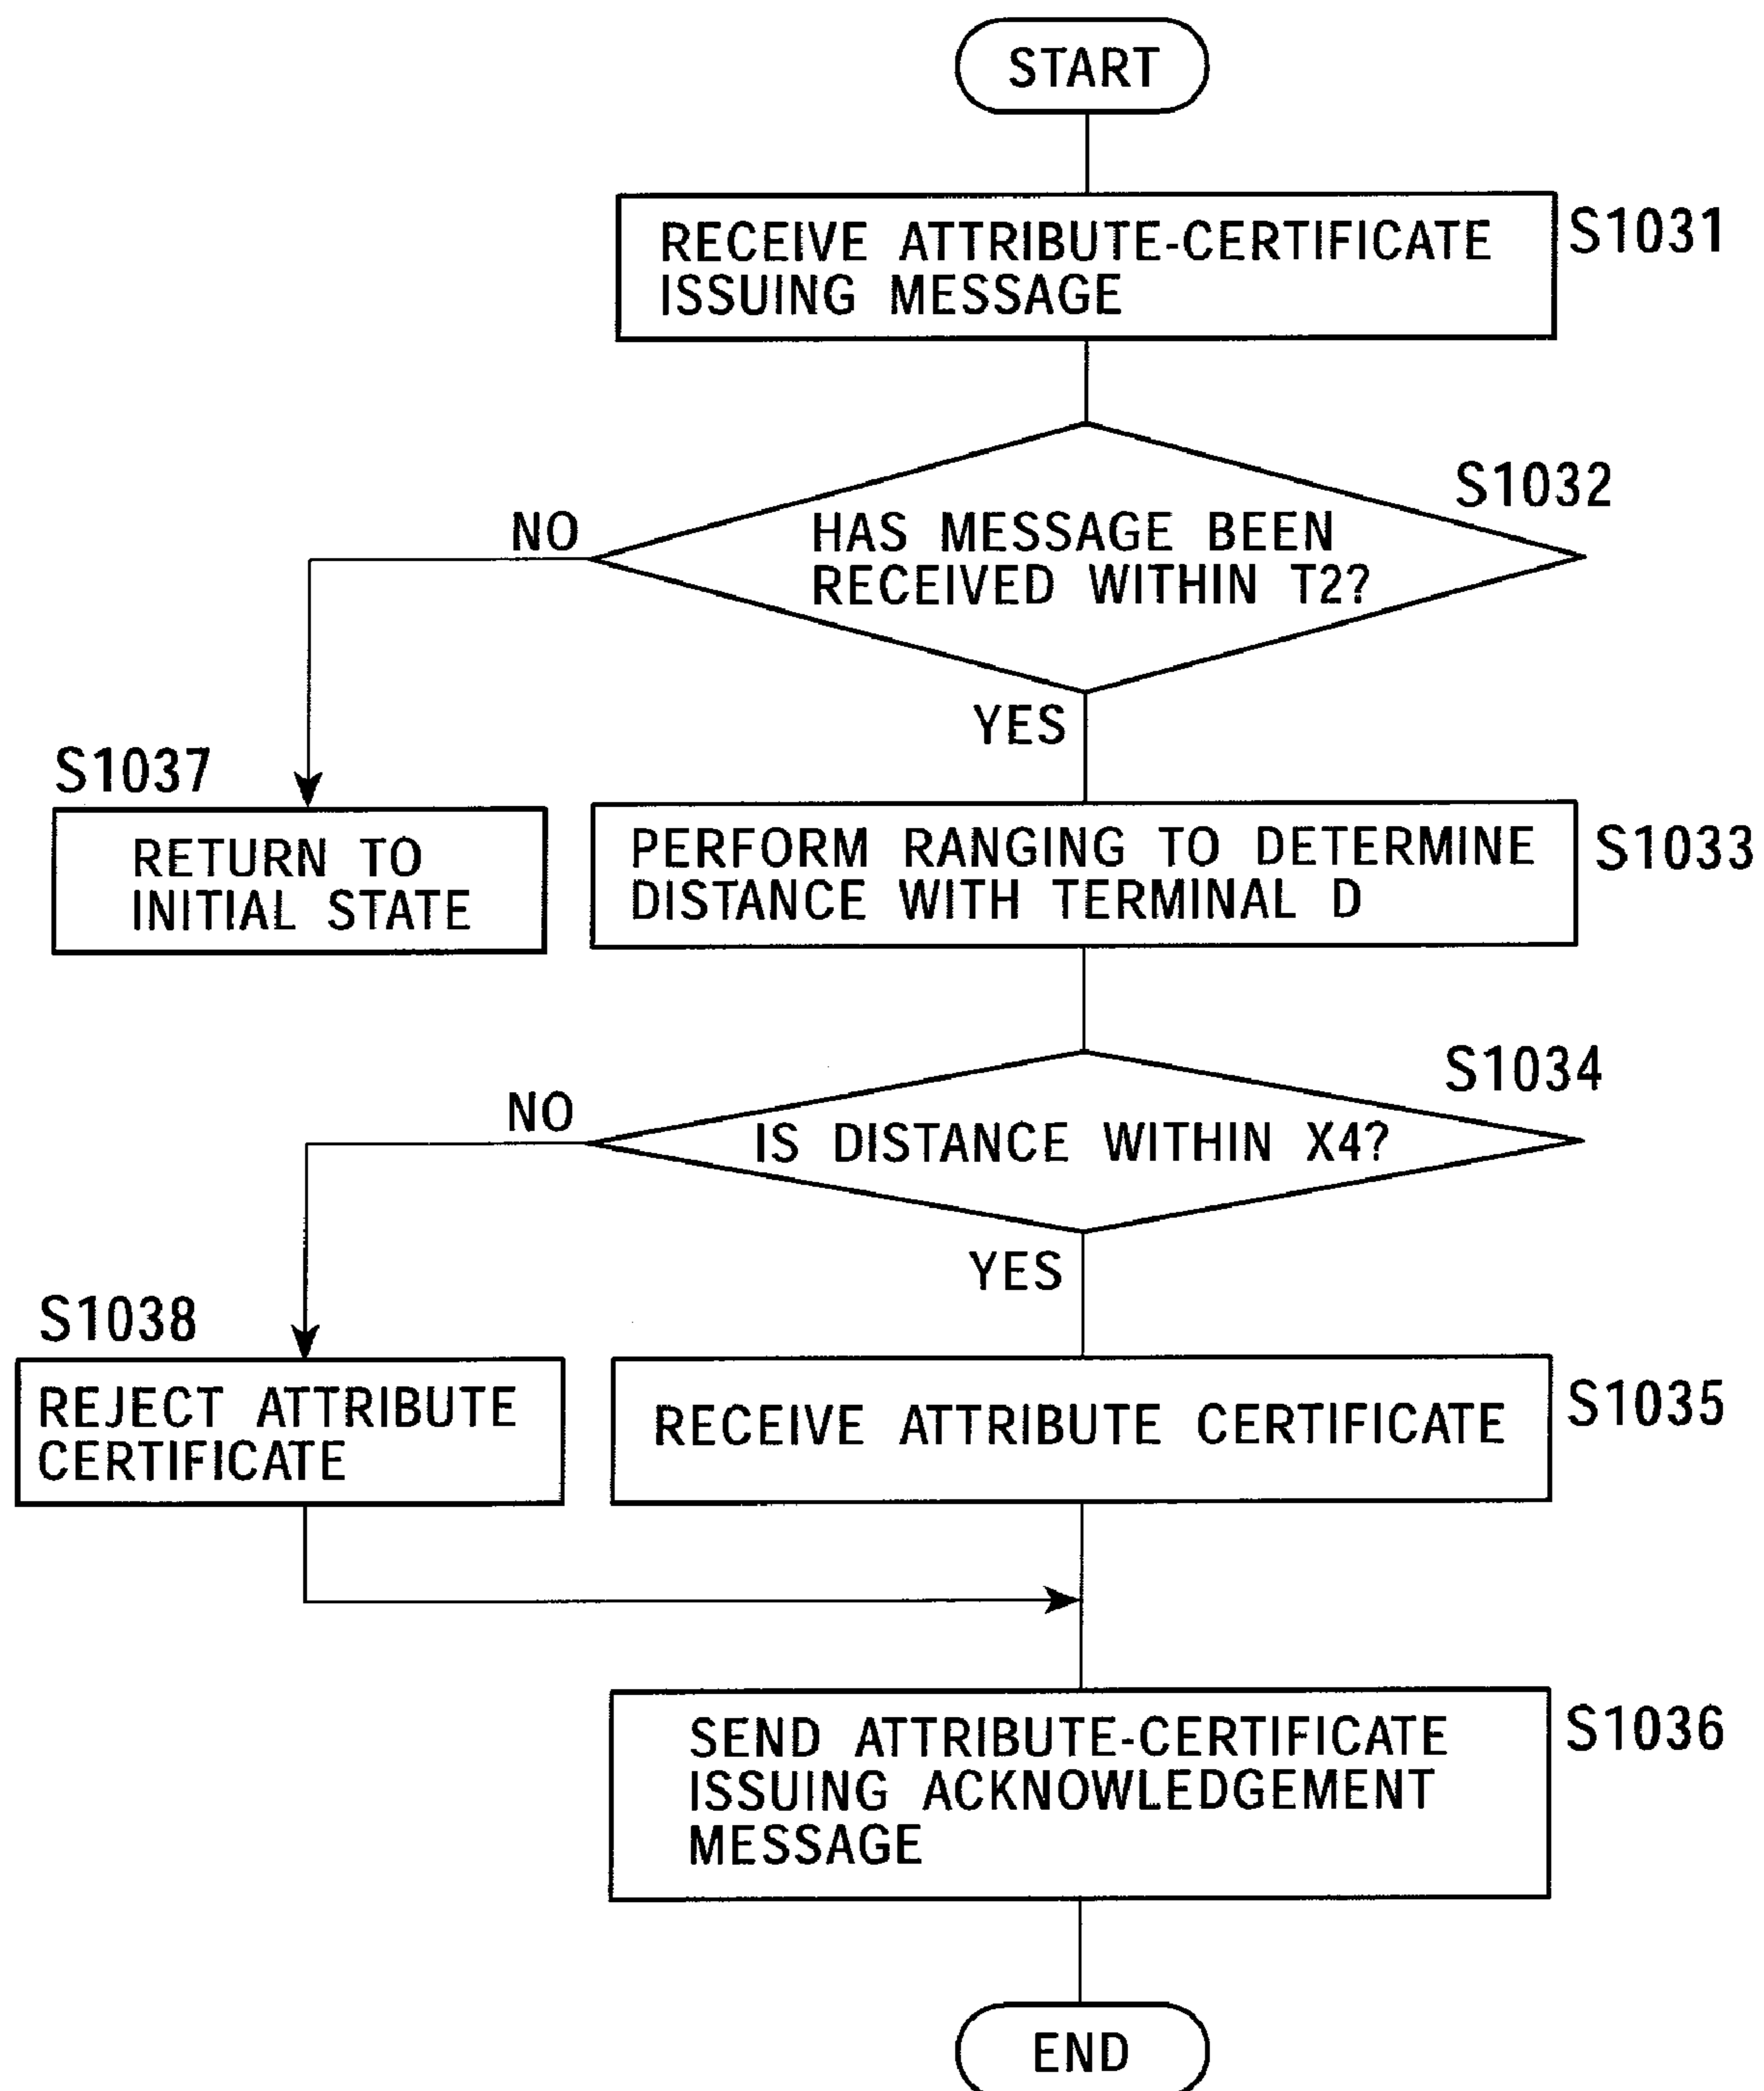 START
RECEIVE ATTRIBUTE-CERTIFICATE
ISSUING MESSAGE
S1031
S1032
HAS MESSAGE BEEN
RECEIVED WITHIN T2?
NO
YES
S1037
RETURN TO
INITIAL STATE
PERFORM RANGING TO DETERMINE
DISTANCE WITH TERMINAL D
S1033
S1034
IS DISTANCE WITHIN X4?
NO
YES
S1038
REJECT ATTRIBUTE
CERTIFICATE
RECEIVE ATTRIBUTE CERTIFICATE
S1035
SEND ATTRIBUTE-CERTIFICATE
ISSUING ACKNOWLEDGEMENT
MESSAGE
S1036
END